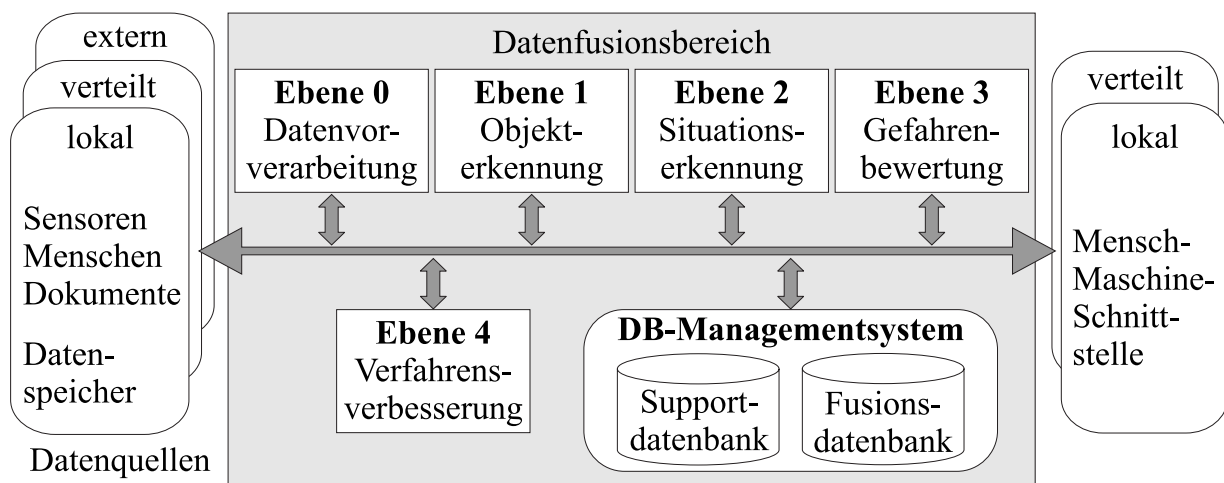 extern
verteilt
lokal
Sensoren
Menschen
Dokumente
Daten-
speicher
Datenquellen
Datenfusionsbereich
Ebene 0
Datenvor-
verarbeitung
Ebene 1
Objekt-
erkennung
Ebene 2
Situations-
erkennung
Ebene 3
Gefahren-
bewertung
Ebene 4
Verfahrens-
verbesserung
DB-Managementsystem
Support-
datenbank
Fusions-
datenbank
verteilt
lokal
Mensch-
Maschine-
Schnitt-
stelle